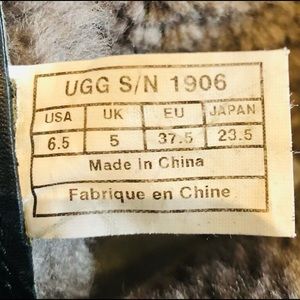 UGG S/N 1906
USA UK EU JAPAN
6.5 5 37.5 23.5
Made in China
Fabrique en Chine